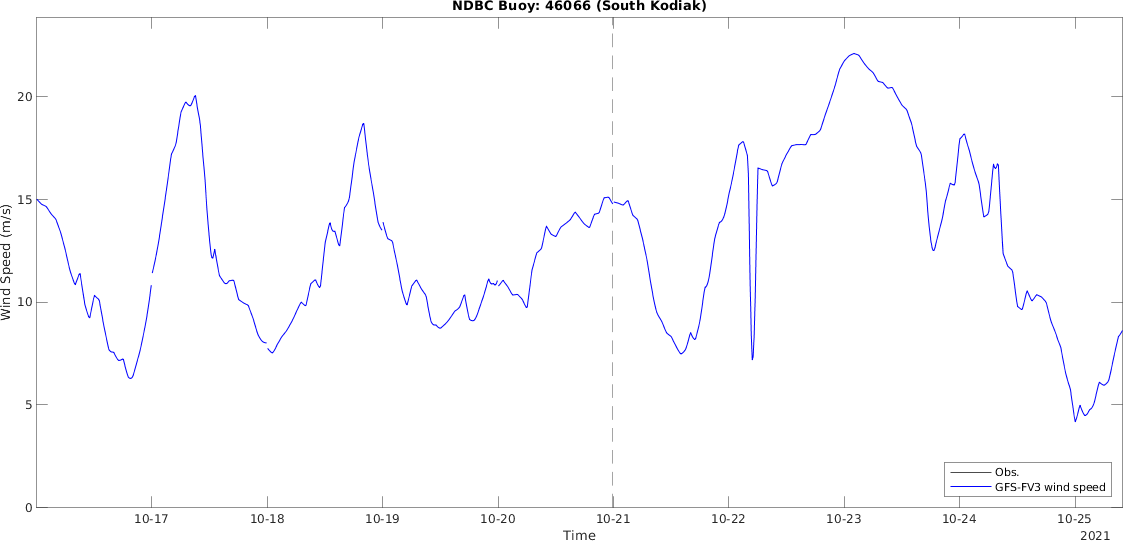 NDBC Buoy: 46066 (South Kodiak)
Wind Speed (m/s)
20
15
10
5
0
10-17 10-18 10-19 10-20 10-21 10-22 10-23 10-24 10-25
Time
2021
Obs.
GFS-FV3 wind speed